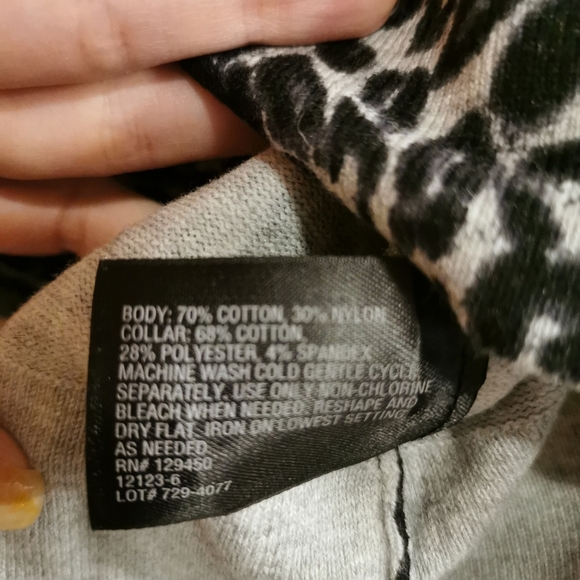 BODY: 70% COTTON, 30% NYLON
COLLAR: 68% COTTON,
28% POLYESTER, 4% SPANDEX
MACHINE WASH COLD GENTLE CYCLE
SEPARATELY. USE ONLY NON-CHLORINE
BLEACH WHEN NEEDED. RESHAPE AND
DRY FLAT. IRON ON LOWEST SETTING
AS NEEDED.
RN# 129450
12123-6
LOT# 729-4077